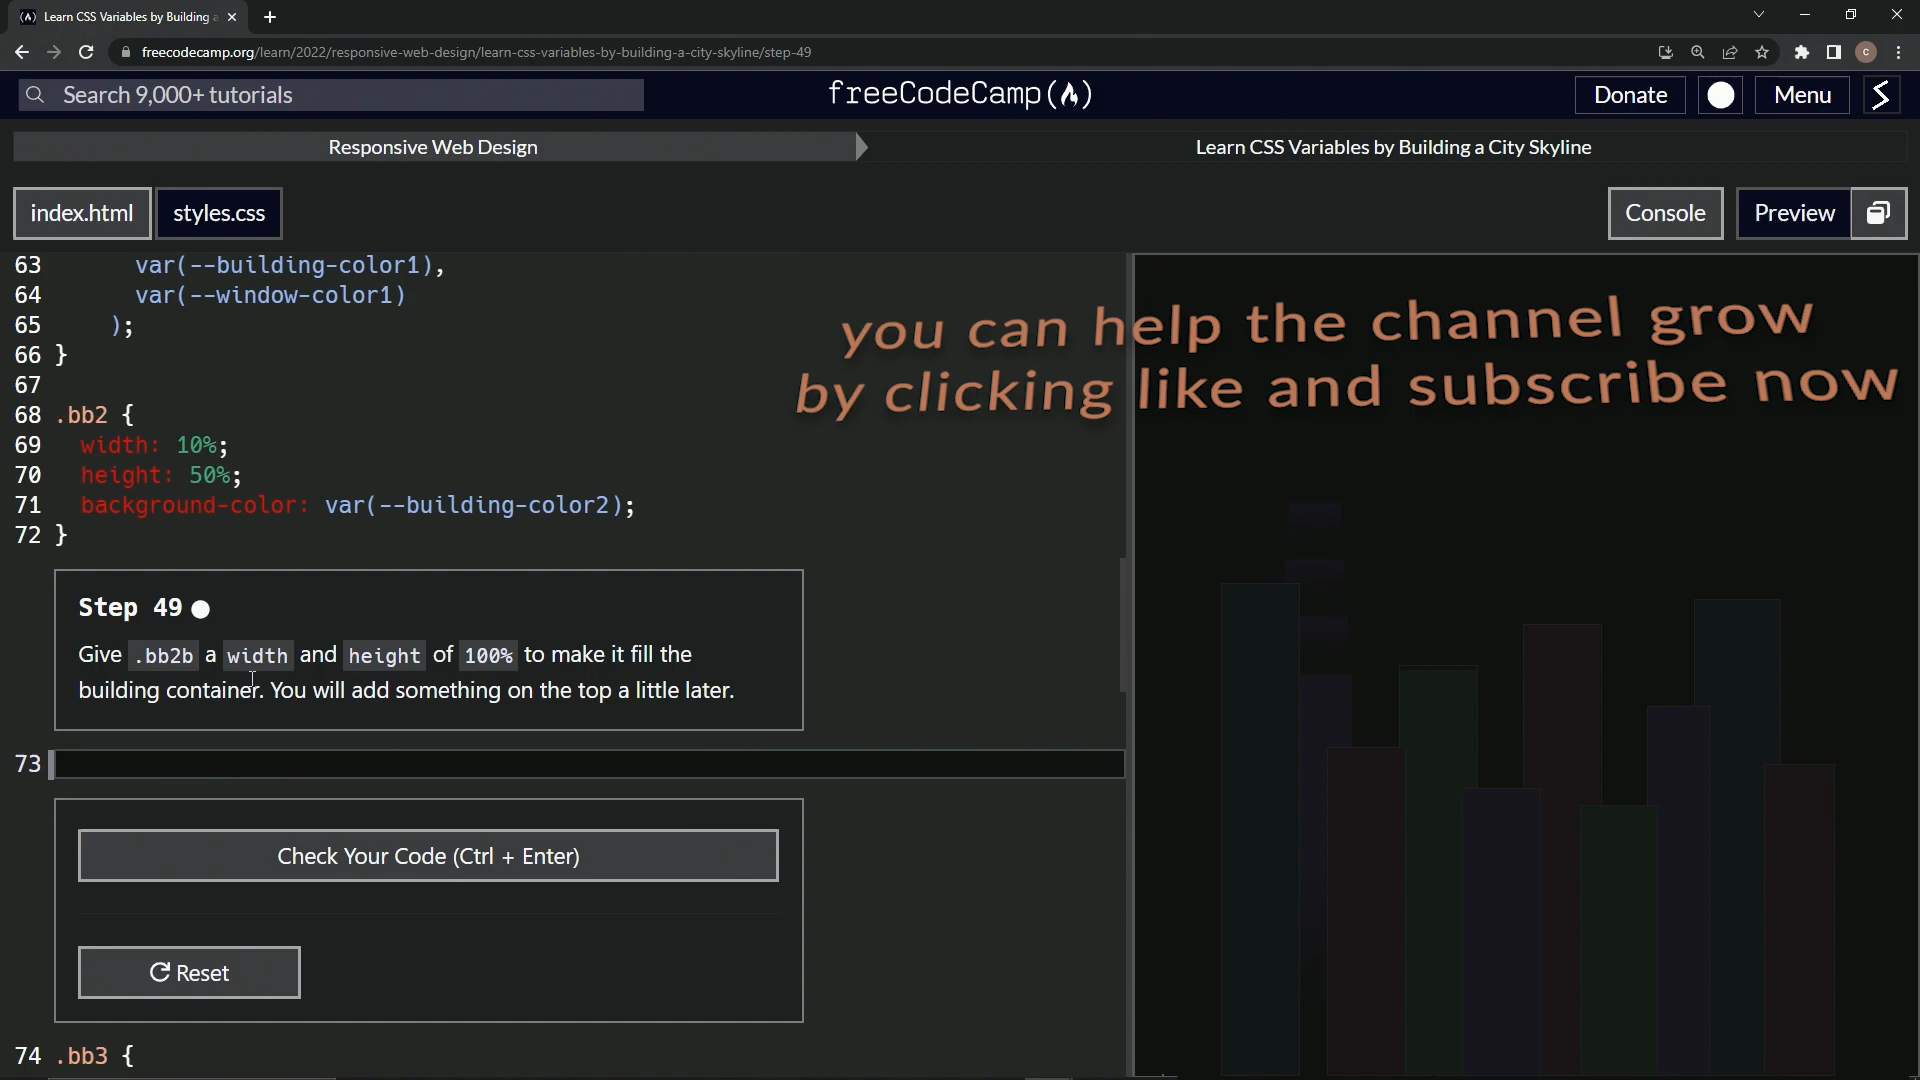 Learn CSS Variables by Building a
freecodecamp.org/learn/2022/responsive-web-design/learn-css-variables-by-building-a-city-skyline/step-49
c
Search 9,000+ tutorials
freeCodeCamp(🔥)
Donate
Menu
Responsive Web Design
Learn CSS Variables by Building a City Skyline
index.html
styles.css
Console
Preview
63 var(--building-color1),
64 var(--window-color1)
65 );
66 }
67
68 .bb2 {
69 width: 10%;
70 height: 50%;
71 background-color: var(--building-color2);
72 }
you can help the channel grow
by clicking like and subscribe now
Step 49
Give .bb2b a width and height of 100% to make it fill the
building container. You will add something on the top a little later.
73
Check Your Code (Ctrl + Enter)
Reset
74 .bb3 {